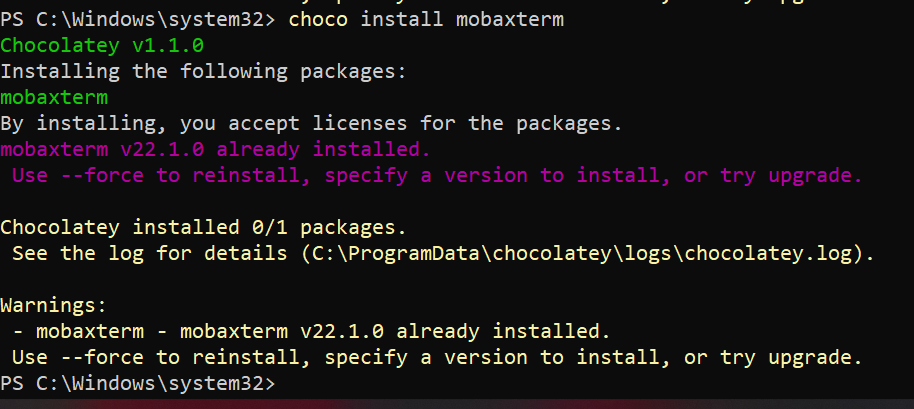 PS C:\Windows\system32> choco install mobaxterm
Chocolatey v1.1.0
Installing the following packages:
mobaxterm
By installing, you accept licenses for the packages.
mobaxterm v22.1.0 already installed.
 Use --force to reinstall, specify a version to install, or try upgrade.

Chocolatey installed 0/1 packages.
 See the log for details (C:\ProgramData\chocolatey\logs\chocolatey.log).

Warnings:
 - mobaxterm - mobaxterm v22.1.0 already installed.
 Use --force to reinstall, specify a version to install, or try upgrade.
PS C:\Windows\system32>